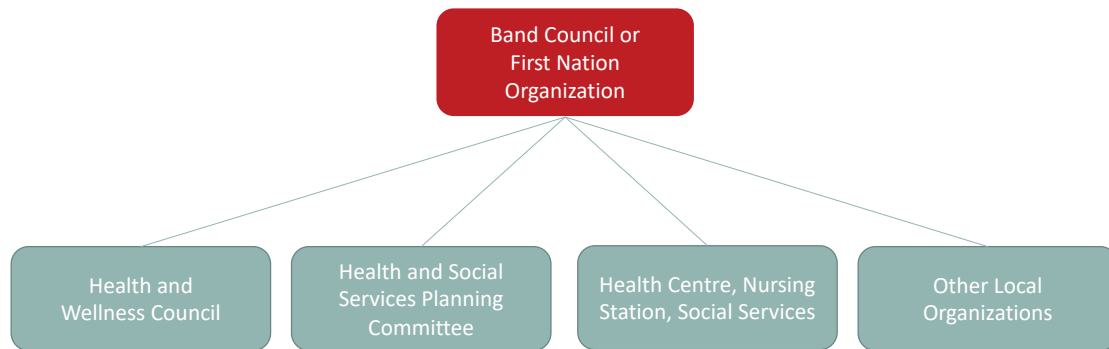 Band Council or
First Nation
Organization
Health and
Wellness Council
Health and Social
Services Planning
Committee
Health Centre, Nursing
Station, Social Services
Other Local
Organizations